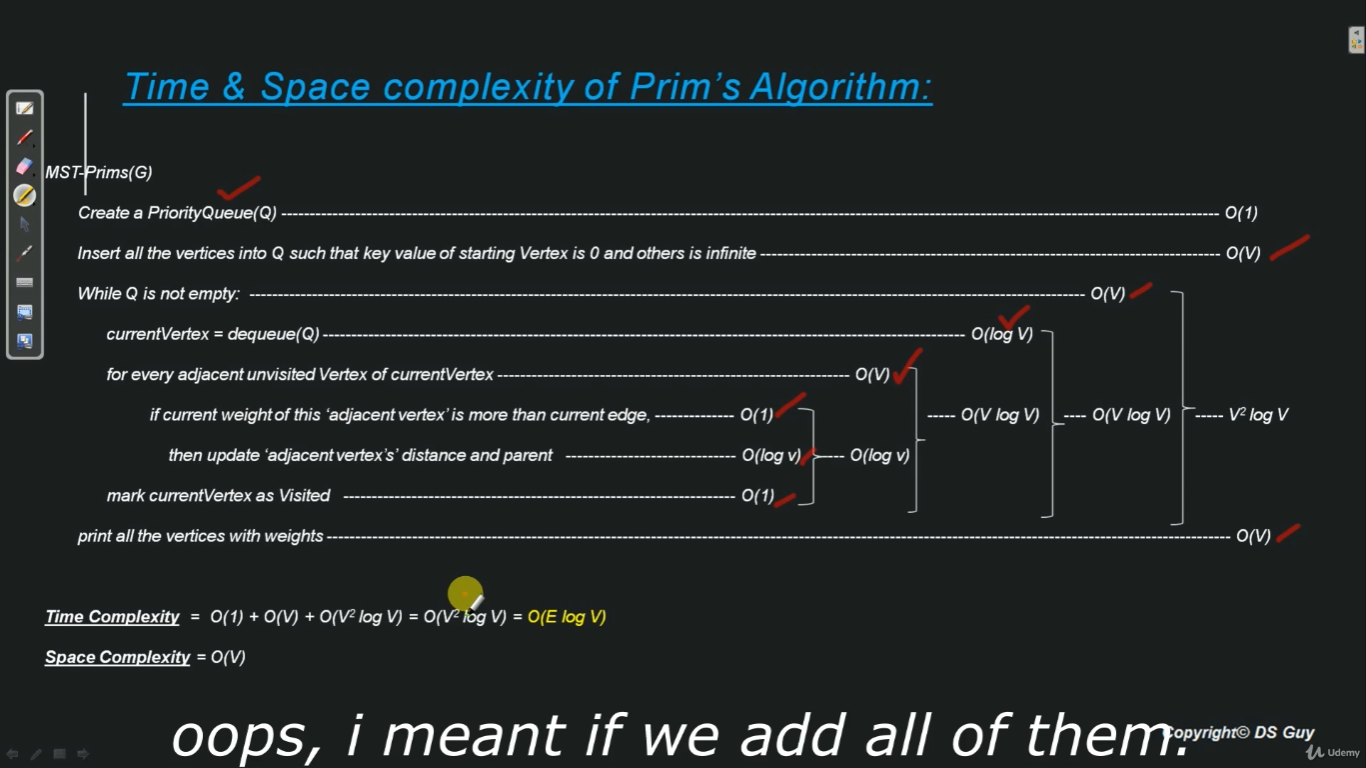 Time & Space complexity of Prim's Algorithm:
MST-Prims(G)
Create a PriorityQueue(Q) ---------- O(1)
Insert all the vertices into Q such that key value of starting Vertex is 0 and others is infinite ---------- O(V)
While Q is not empty: ---------- O(V)
currentVertex = dequeue(Q) ---------- O(log V)
for every adjacent unvisited Vertex of currentVertex ---------- O(V)
if current weight of this ‘adjacent vertex’ is more than current edge, ---------- O(1) ----- O(V log V) ---- O(V log V) ----- V² log V
then update ‘adjacent vertex’s’ distance and parent ---------- O(log v) ----- O(log v)
mark currentVertex as Visited ---------- O(1)
print all the vertices with weights ---------- O(V)
Time Complexity = O(1) + O(V) + O(V² log V) = O(V² log V) = O(E log V)
Space Complexity = O(V)
oops, i meant if we add all of them.
Copyright© DS Guy
Udemy